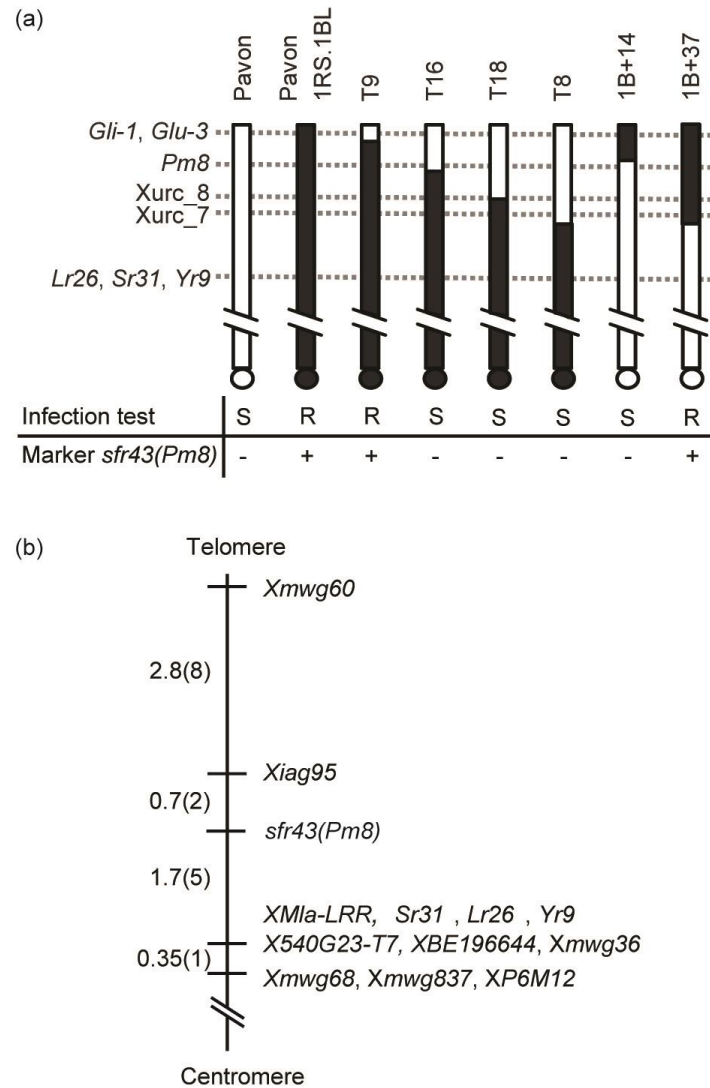 (a)
Pavon
Pavon
1RS.1BL
T9
T16
T18
T8
1B+14
1B+37
Gli-1, Glu-3
Pm8
Xurc_8
Xurc_7
Lr26, Sr31, Yr9
Infection test S R R S S S S R
Marker sfr43(Pm8) - + + - - - - +
(b)
Telomere
Xmwg60
2.8(8)
Xiag95
0.7(2)
sfr43(Pm8)
1.7(5)
XMla-LRR, Sr31 , Lr26 , Yr9
X540G23-T7, XBE196644, Xmwg36
0.35(1)
Xmwg68, Xmwg837, XP6M12
Centromere